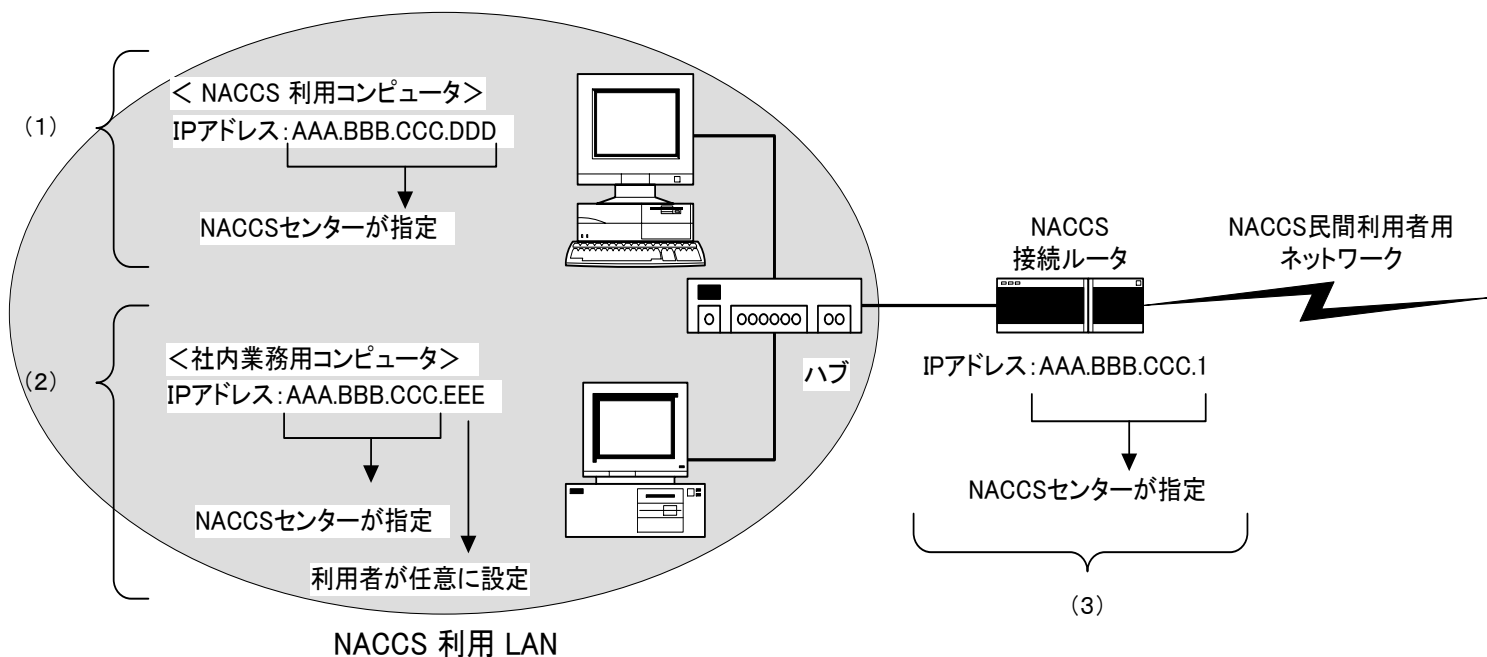 (1)
＜ NACCS 利用コンピュータ＞
IPアドレス：AAA.BBB.CCC.DDD
NACCSセンターが指定
(2)
＜社内業務用コンピュータ＞
IPアドレス：AAA.BBB.CCC.EEE
NACCSセンターが指定
利用者が任意に設定
NACCS 利用 LAN
ハブ
NACCS
接続ルータ
IPアドレス：AAA.BBB.CCC.1
NACCSセンターが指定
(3)
NACCS民間利用者用
ネットワーク